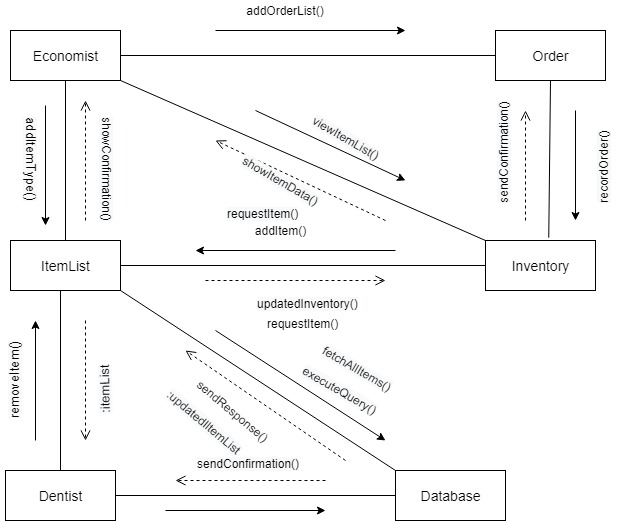 addOrderList()
Economist
Order
viewItemList()
addItemType()
showConfirmation()
sendConfirmation()
recordOrder()
showItemData()
requestItem()
addItem()
ItemList
Inventory
updatedInventory()
requestItem()
fetchAllItems()
executeQuery()
removeItem()
:itemList
sendResponse()
:updatedItemList
sendConfirmation()
Dentist
Database